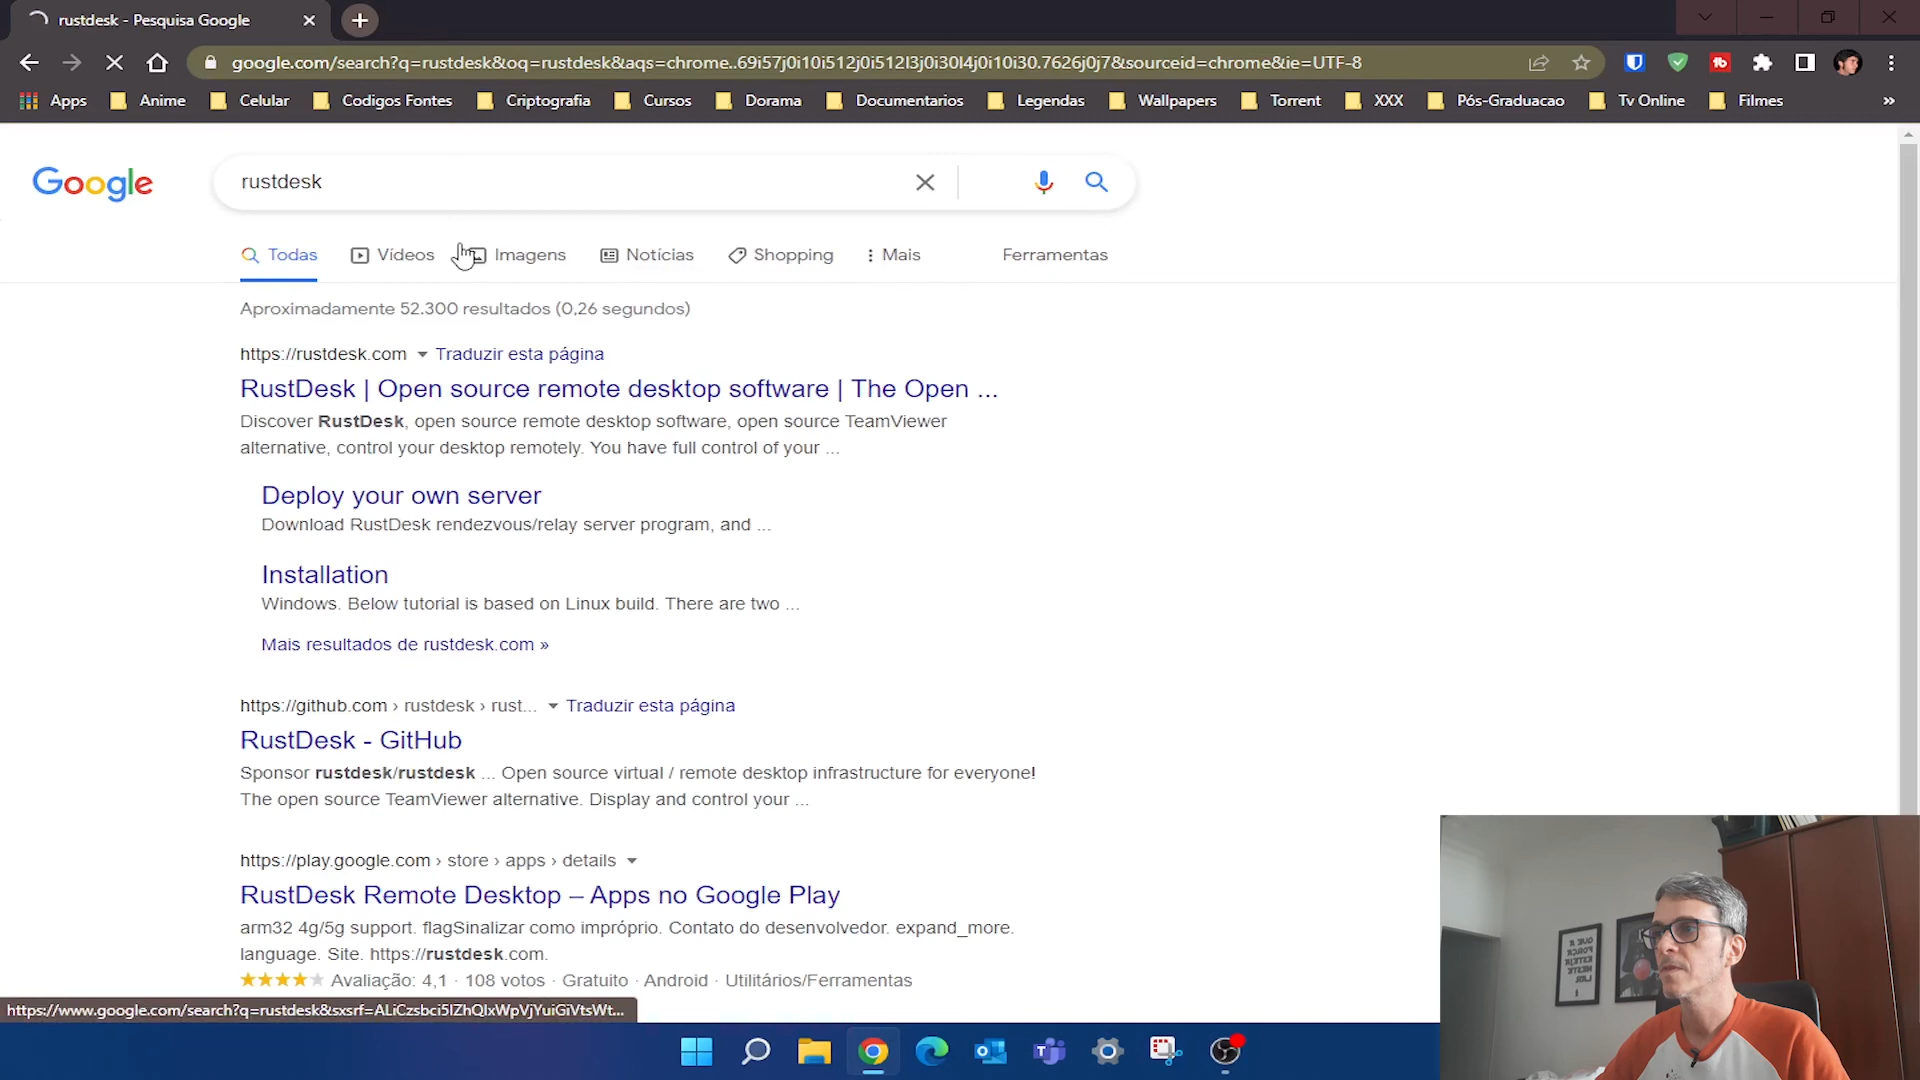 rustdesk - Pesquisa Google
google.com/search?q=rustdesk&oq=rustdesk&aqs=chrome..69i57j0i10i512j0i512l3j0i30l4j0i10i30.7626j0j7&sourceid=chrome&ie=UTF-8
Apps Anime Celular Codigos Fontes Criptografia Cursos Dorama Documentarios Legendas Wallpapers Torrent XXX Pós-Graduacao Tv Online Filmes »
Google rustdesk
Todas Vídeos Imagens Notícias Shopping Mais Ferramentas
Aproximadamente 52.300 resultados (0,26 segundos)
https://rustdesk.com Traduzir esta página
RustDesk | Open source remote desktop software | The Open ...
Discover RustDesk, open source remote desktop software, open source TeamViewer
alternative, control your desktop remotely. You have full control of your ...
Deploy your own server
Download RustDesk rendezvous/relay server program, and ...
Installation
Windows. Below tutorial is based on Linux build. There are two ...
Mais resultados de rustdesk.com »
https://github.com › rustdesk › rust... Traduzir esta página
RustDesk - GitHub
Sponsor rustdesk/rustdesk ... Open source virtual / remote desktop infrastructure for everyone!
The open source TeamViewer alternative. Display and control your ...
https://play.google.com › store › apps › details
RustDesk Remote Desktop – Apps no Google Play
arm32 4g/5g support. flagSinalizar como impróprio. Contato do desenvolvedor. expand_more.
language. Site. https://rustdesk.com.
Avaliação: 4,1 · 108 votos · Gratuito · Android · Utilitários/Ferramentas